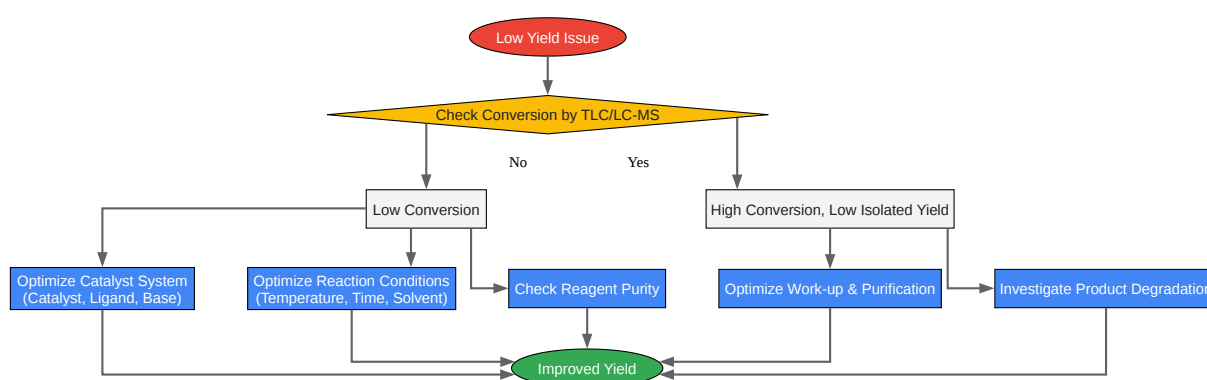 Low Yield Issue
Check Conversion by TLC/LC-MS
No
Yes
Low Conversion
High Conversion, Low Isolated Yield
Optimize Catalyst System
(Catalyst, Ligand, Base)
Optimize Reaction Conditions
(Temperature, Time, Solvent)
Check Reagent Purity
Optimize Work-up & Purification
Investigate Product Degradation
Improved Yield